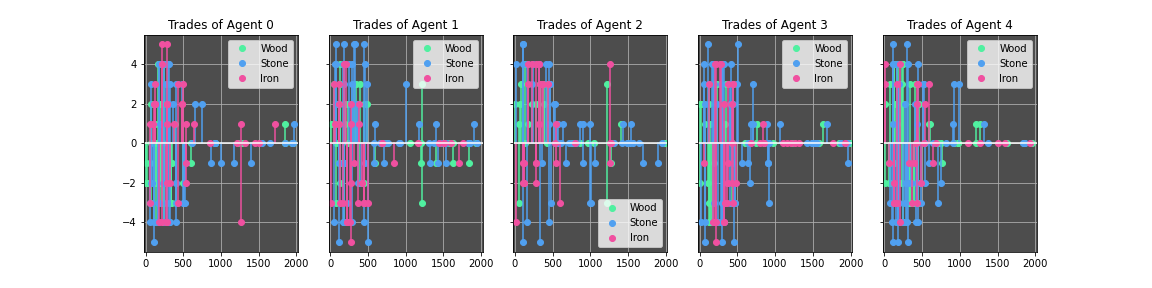 Trades of Agent 0
Trades of Agent 1
Trades of Agent 2
Trades of Agent 3
Trades of Agent 4
Wood
Stone
Iron
Wood
Stone
Iron
Wood
Stone
Iron
Wood
Stone
Iron
Wood
Stone
Iron
4
2
0
−2
−4
0 500 1000 1500 2000
0 500 1000 1500 2000
0 500 1000 1500 2000
0 500 1000 1500 2000
0 500 1000 1500 2000